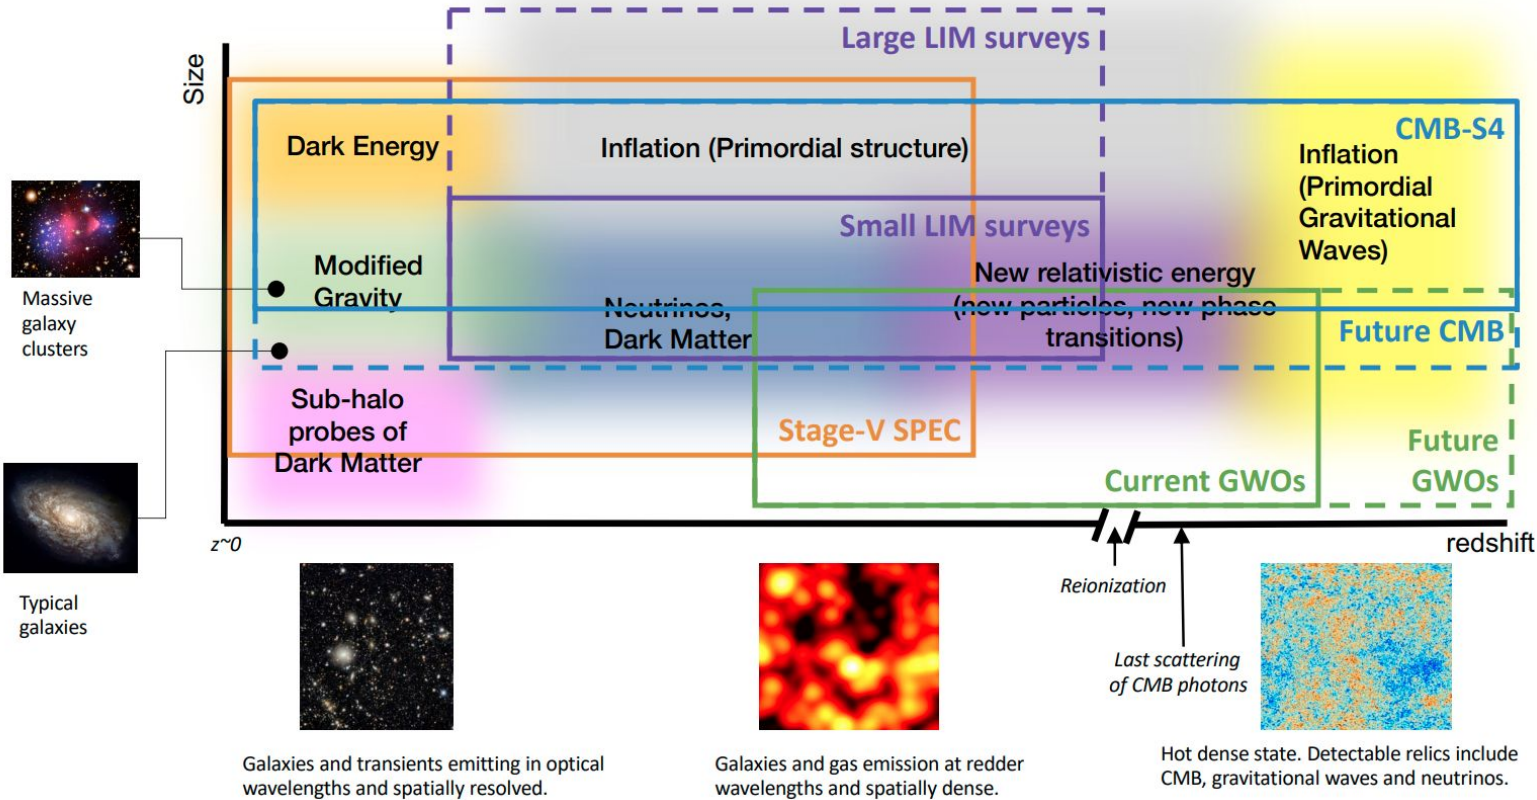 Large LIM surveys
Size
CMB-S4
Dark Energy
Inflation (Primordial structure)
Inflation
(Primordial
Gravitational
Waves)
Small LIM surveys
Modified
Gravity
New relativistic energy
(new particles, new phase
transitions)
Neutrinos,
Dark Matter
Massive
galaxy
clusters
Future CMB
Sub-halo
probes of
Dark Matter
Stage-V SPEC
Future
GWOs
Current GWOs
z~0
redshift
Reionization
Typical
galaxies
Last scattering
of CMB photons
Galaxies and transients emitting in optical
wavelengths and spatially resolved.
Galaxies and gas emission at redder
wavelengths and spatially dense.
Hot dense state. Detectable relics include
CMB, gravitational waves and neutrinos.